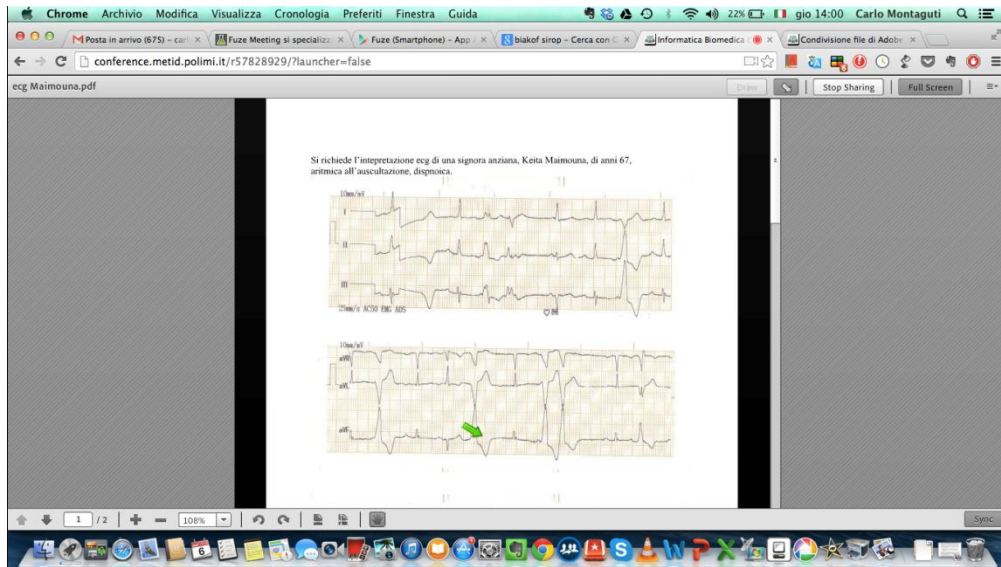 Chrome Archivio Modifica Visualizza Cronologia Preferiti Finestra Guida
22% gio 14:00 Carlo Montaguti
Posta in arrivo (675) – car
Fuze Meeting si specializz
Fuze (Smartphone) – App
biakof sirop – Cerca con G
Informatica Biomedica
Condivisione file di Adobe
conference.metid.polimi.it/r57828929/?launcher=false
ecg Maimouna.pdf
Draw
Stop Sharing
Full Screen
Si richiede l'intepretazione ecg di una signora anziana, Keita Maimouna, di anni 67,
aritmica all'auscultazione, dispnoica.
10mm/mV
I
II
III
25mm/s AC50 EMG ADS
10mm/mV
aVR
aVL
aVF
1 / 2 108%
Sync